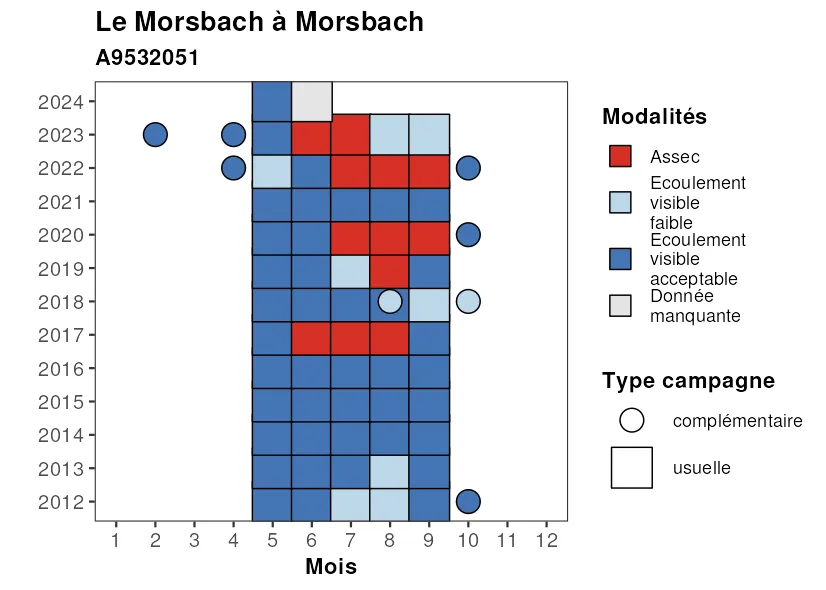 Le Morsbach à Morsbach
A9532051
2024
2023
2022
2021
2020
2019
2018
2017
2016
2015
2014
2013
2012
1 2 3 4 5 6 7 8 9 10 11 12
Mois
Modalités
Assec
Ecoulement
visible
faible
Ecoulement
visible
acceptable
Donnée
manquante
Type campagne
complémentaire
usuelle